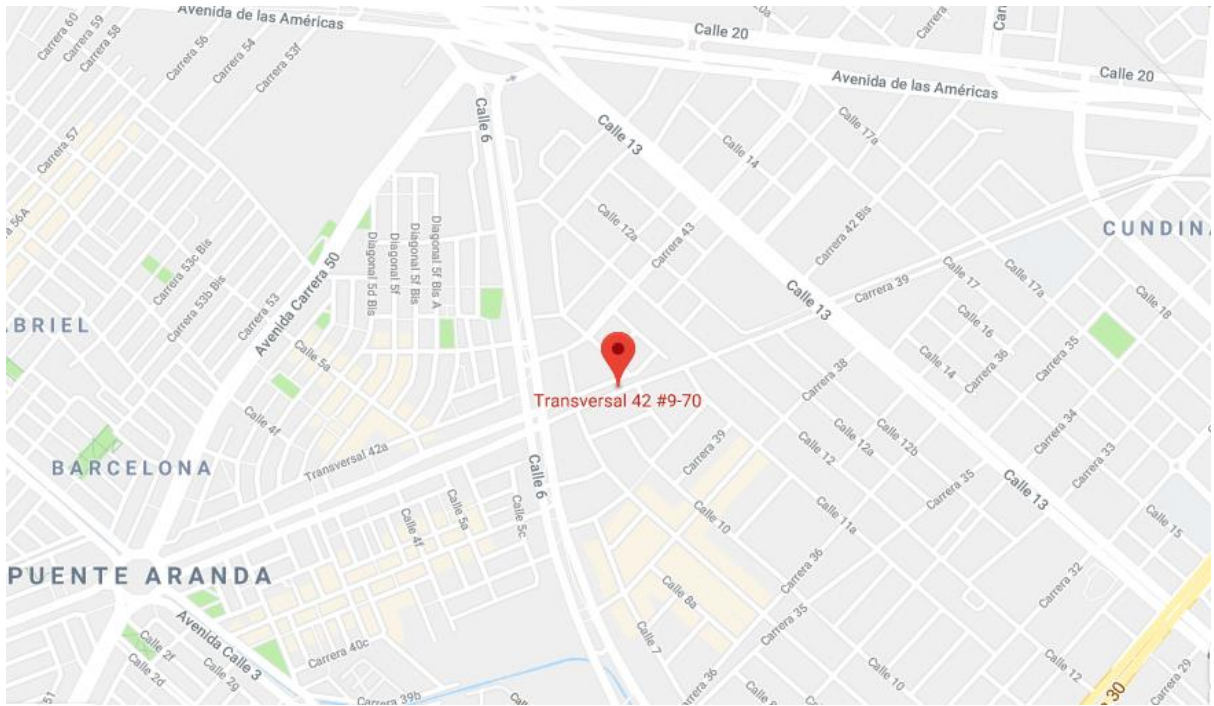 Avenida de las Américas
Carrera 60
Carrera 59
Carrera 58
Carrera 56
Carrera 54
Carrera 53f
Calle 20
Calle 20
Avenida de las Américas
Calle 6
Calle 13
Calle 14
Calle 17a
Carrera 57
56A
Carrera 53c Bis
Carrera 53b Bis
Carrera 53
Avenida Carrera 50
Diagonal 5d Bis
Diagonal 5f
Diagonal 5f Bis
Diagonal 5f Bis A
Calle 12a
Carrera 43
Carrera 42 Bis
CUNDIN
Carrera 39
Calle 13
Calle 17
Calle 17a
Calle 18
Calle 16
BRIEL
Calle 5a
Calle 14
Carrera 36
Carrera 35
Carrera 38
Transversal 42 #9-70
Calle 4f
Transversal 42a
BARCELONA
Carrera 39
Calle 12
Calle 12a
Calle 12b
Carrera 34
Carrera 33
Carrera 35
Calle 13
Calle 6
Calle 5a
Calle 4f
Calle 5c
Calle 10
Calle 11a
Calle 15
PUENTE ARANDA
Carrera 36
Carrera 32
Calle 8a
Carrera 35
Avenida Calle 3
Calle 2f
Calle 2d
Calle 2g
Carrera 40c
Calle 7
Carrera 36
Calle 10
Calle 12
Carrera 29
51
Carrera 39b
30